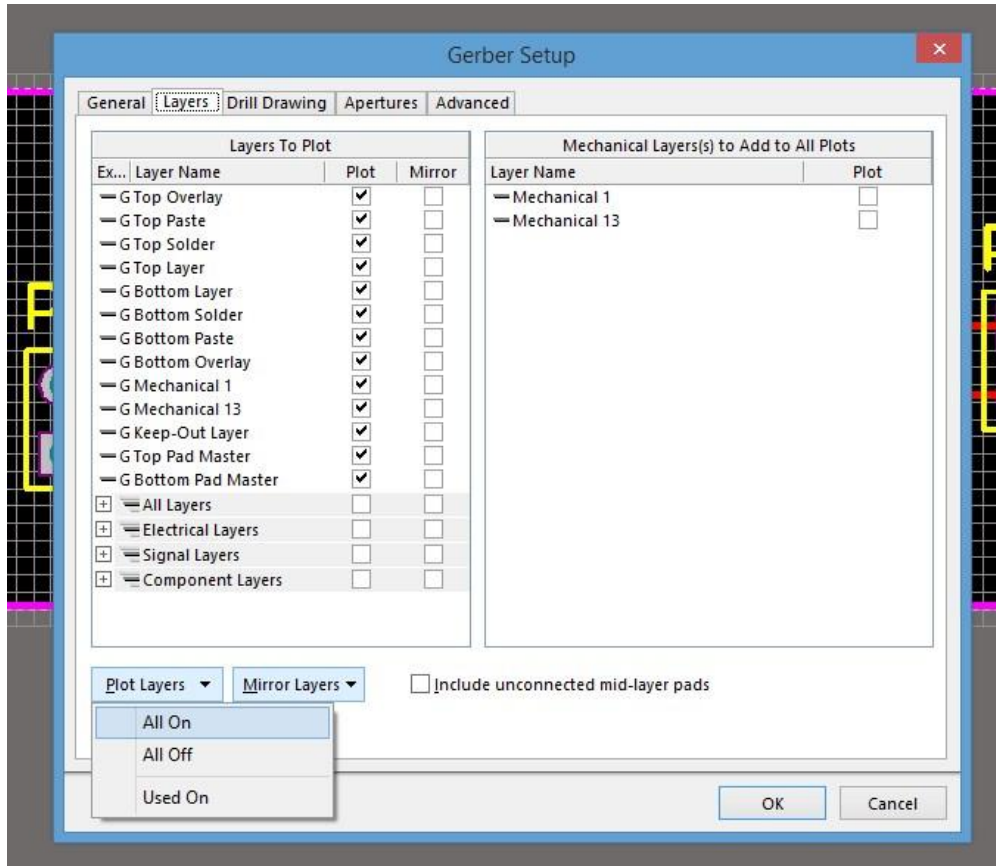 Gerber Setup
General Layers Drill Drawing Apertures Advanced
Layers To Plot
Ex... Layer Name Plot Mirror
G Top Overlay
G Top Paste
G Top Solder
G Top Layer
G Bottom Layer
G Bottom Solder
G Bottom Paste
G Bottom Overlay
G Mechanical 1
G Mechanical 13
G Keep-Out Layer
G Top Pad Master
G Bottom Pad Master
All Layers
Electrical Layers
Signal Layers
Component Layers
Mechanical Layers(s) to Add to All Plots
Layer Name Plot
Mechanical 1
Mechanical 13
Plot Layers Mirror Layers Include unconnected mid-layer pads
All On
All Off
Used On
OK Cancel